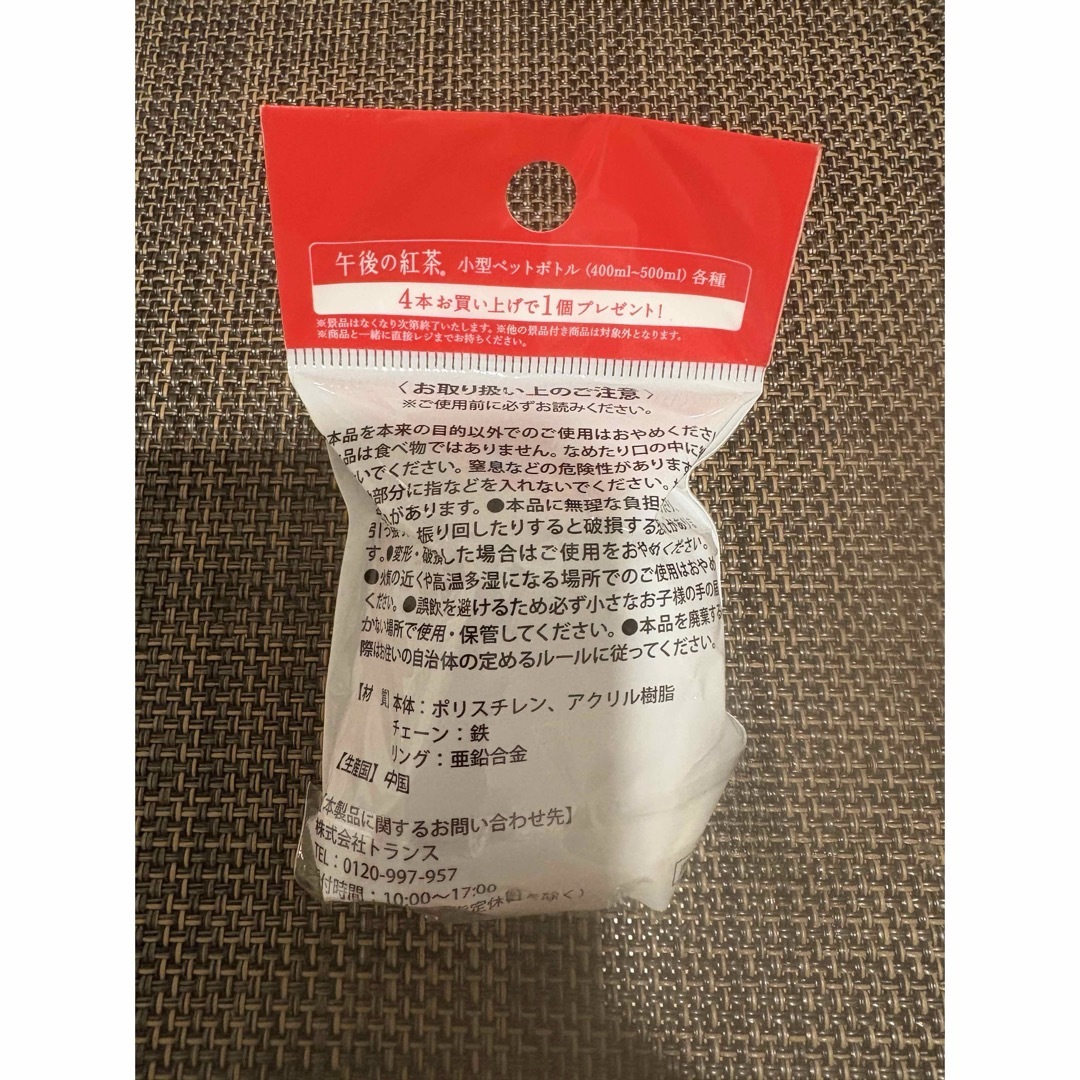 午後の紅茶® 小型ペットボトル (400ml~500ml) 各種
4本お買い上げで1個プレゼント!
※景品はなくなり次第終了いたします。※他の景品付き商品は対象外となります。
※商品と一緒に直接レジまでお持ちください。
〈お取り扱い上のご注意〉
※ご使用前に必ずお読みください。
本品を本来の目的以外でのご使用はおやめくださ
品は食べ物ではありません。なめたり口の中に
いでください。窒息などの危険性があります
部分に指などを入れないでください。
があります。●本品に無理な負担
振り回したりすると破損する
す。●変形・破損した場合はご使用をおやめください。
●火気の近くや高温多湿になる場所でのご使用はおやめ
ください。●誤飲を避けるため必ず小さなお子様の手の届
かない場所で使用・保管してください。●本品を廃棄する
際はお住いの自治体の定めるルールに従ってください。
【材 質】本体:ポリスチレン、アクリル樹脂
チェーン:鉄
リング:亜鉛合金
【生産国】中国
【本製品に関するお問い合わせ先】
株式会社トランス
TEL:0120-997-957
付時間:10:00〜17:00
定休日を除く)